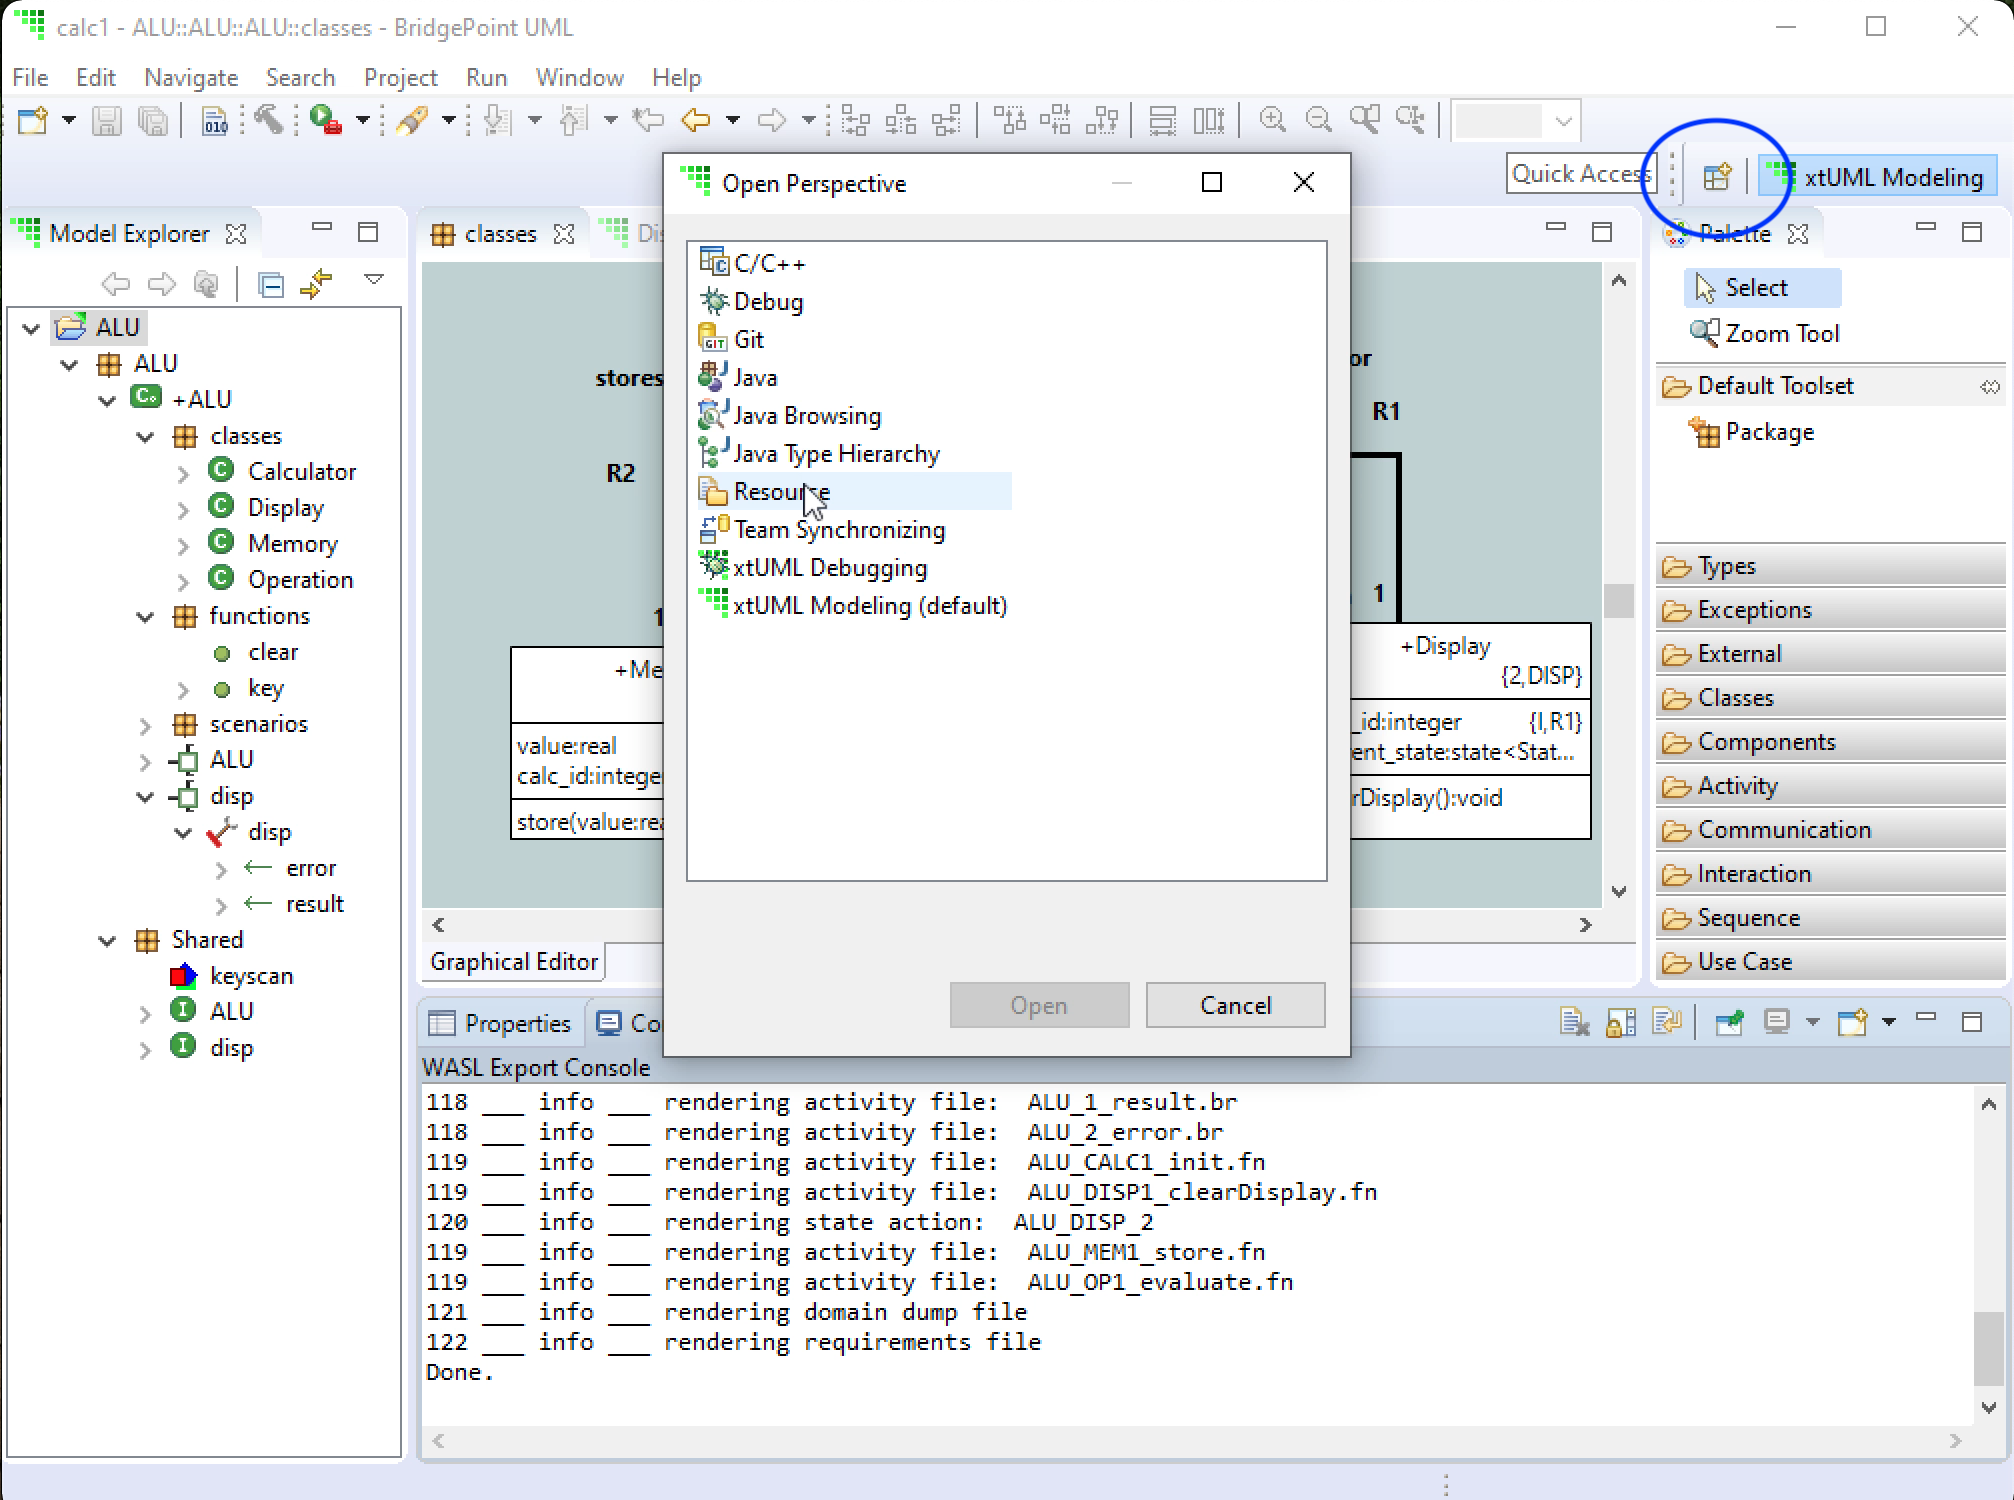 calc1 - ALU::ALU::ALU::classes - BridgePoint UML
File Edit Navigate Search Project Run Window Help
010
Quick Access
xtUML Modeling
Model Explorer
ALU
ALU
+ALU
classes
Calculator
Display
Memory
Operation
functions
clear
key
scenarios
ALU
disp
disp
error
result
Shared
keyscan
ALU
disp
classes
Dis
stores
R2
1
+Me
value:real
calc_id:intege
store(value:rea
Graphical Editor
Open Perspective
C/C++
Debug
Git
Java
Java Browsing
Java Type Hierarchy
Resource
Team Synchronizing
xtUML Debugging
xtUML Modeling (default)
Open
Cancel
or
R1
1
+Display
{2,DISP}
_id:integer {I,R1}
ent_state:state<Stat...
rDisplay():void
Palette
Select
Zoom Tool
Default Toolset
Package
Types
Exceptions
External
Classes
Components
Activity
Communication
Interaction
Sequence
Use Case
Properties
Co
WASL Export Console
118 ___ info ___ rendering activity file: ALU_1_result.br
118 ___ info ___ rendering activity file: ALU_2_error.br
119 ___ info ___ rendering activity file: ALU_CALC1_init.fn
119 ___ info ___ rendering activity file: ALU_DISP1_clearDisplay.fn
120 ___ info ___ rendering state action: ALU_DISP_2
119 ___ info ___ rendering activity file: ALU_MEM1_store.fn
119 ___ info ___ rendering activity file: ALU_OP1_evaluate.fn
121 ___ info ___ rendering domain dump file
122 ___ info ___ rendering requirements file
Done.